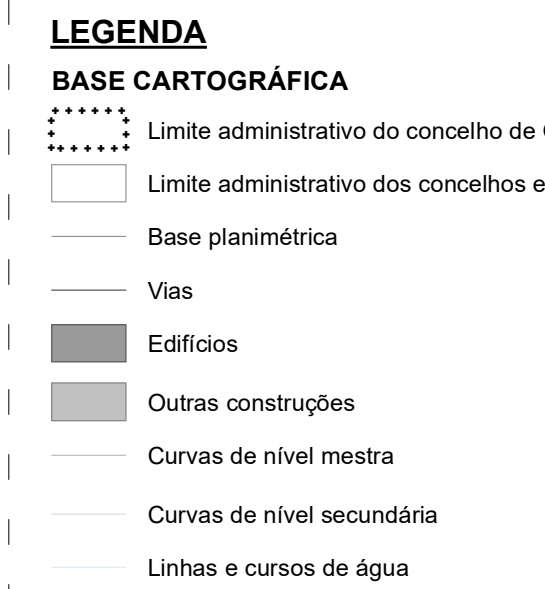 LEGENDA
BASE CARTOGRÁFICA
Limite administrativo do concelho de
Limite administrativo dos concelhos e
Base planimétrica
Vias
Edifícios
Outras construções
Curvas de nível mestra
Curvas de nível secundária
Linhas e cursos de água